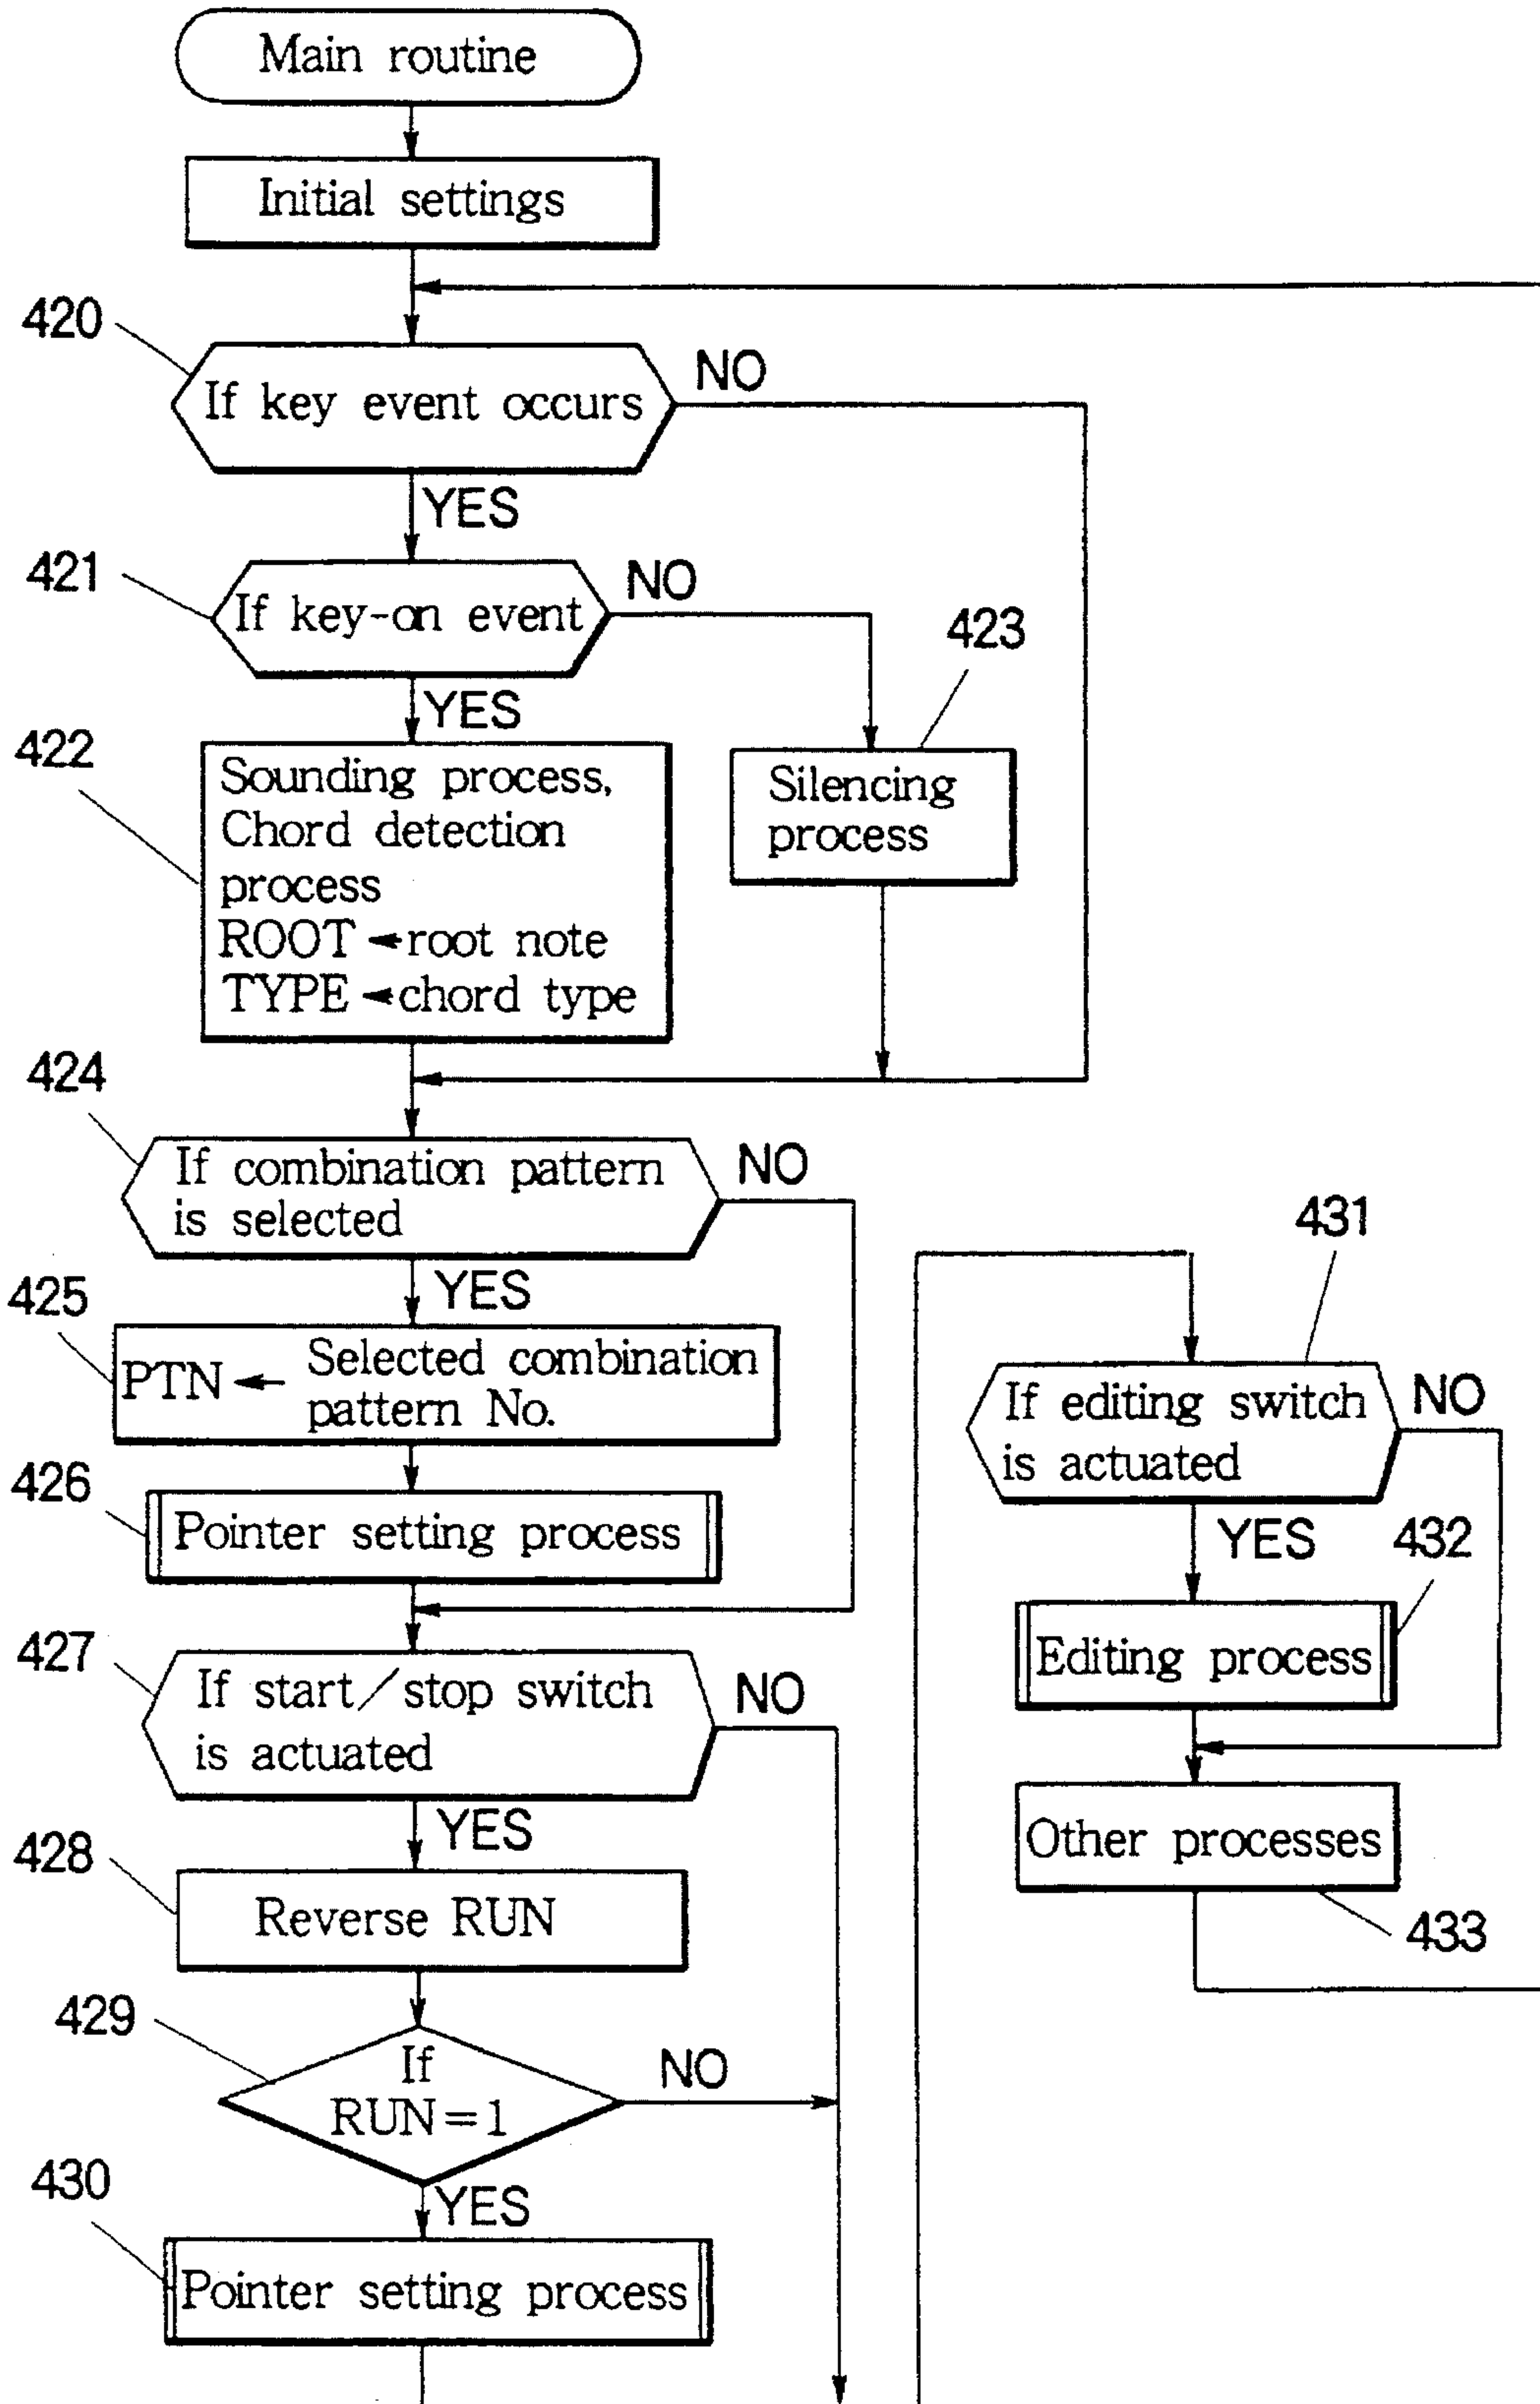 Main routine
Initial settings
420
If key event occurs
NO
YES
421
If key-on event
NO
YES
422
Sounding process,
Chord detection
process
ROOT ← root note
TYPE ← chord type
423
Silencing
process
424
If combination pattern
is selected
NO
YES
425
PTN ← Selected combination
pattern No.
426
Pointer setting process
427
If start/stop switch
is actuated
NO
YES
428
Reverse RUN
429
If
RUN=1
NO
YES
430
Pointer setting process
431
If editing switch
is actuated
NO
YES
432
Editing process
Other processes
433